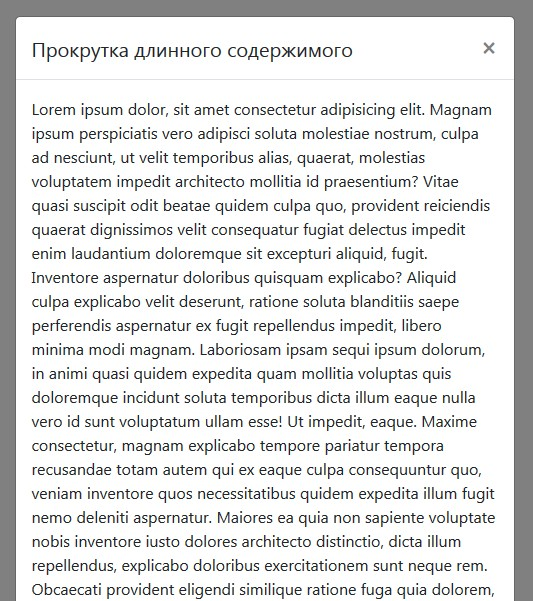 Прокрутка длинного содержимого ×
Lorem ipsum dolor, sit amet consectetur adipisicing elit. Magnam
ipsum perspiciatis vero adipisci soluta molestiae nostrum, culpa
ad nesciunt, ut velit temporibus alias, quaerat, molestias
voluptatem impedit architecto mollitia id praesentium? Vitae
quasi suscipit odit beatae quidem culpa quo, provident reiciendis
quaerat dignissimos velit consequatur fugiat delectus impedit
enim laudantium doloremque sit excepturi aliquid, fugit.
Inventore aspernatur doloribus quisquam explicabo? Aliquid
culpa explicabo velit deserunt, ratione soluta blanditiis saepe
perferendis aspernatur ex fugit repellendus impedit, libero
minima modi magnam. Laboriosam ipsam sequi ipsum dolorum,
in animi quasi quidem expedita quam mollitia voluptas quis
doloremque incidunt soluta temporibus dicta illum eaque nulla
vero id sunt voluptatum ullam esse! Ut impedit, eaque. Maxime
consectetur, magnam explicabo tempore pariatur tempora
recusandae totam autem qui ex eaque culpa consequuntur quo,
veniam inventore quos necessitatibus quidem expedita illum fugit
nemo deleniti aspernatur. Maiores ea quia non sapiente voluptate
nobis inventore iusto dolores architecto distinctio, dicta illum
repellendus, explicabo doloribus exercitationem sunt neque rem.
Obcaecati provident eligendi similique ratione fuga quia dolorem,